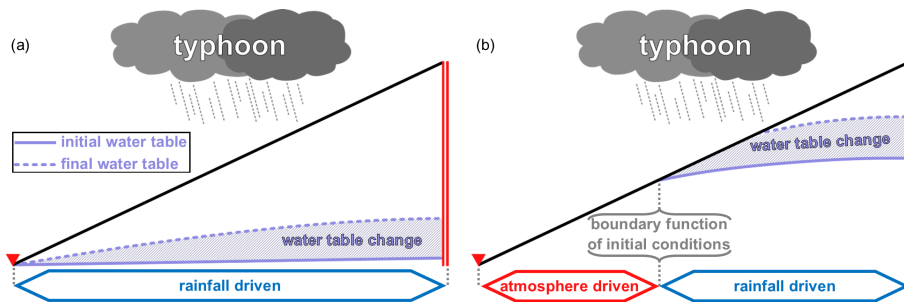 (a)
typhoon
initial water table
final water table
water table change
rainfall driven
(b)
typhoon
water table change
boundary function
of initial conditions
atmosphere driven
rainfall driven